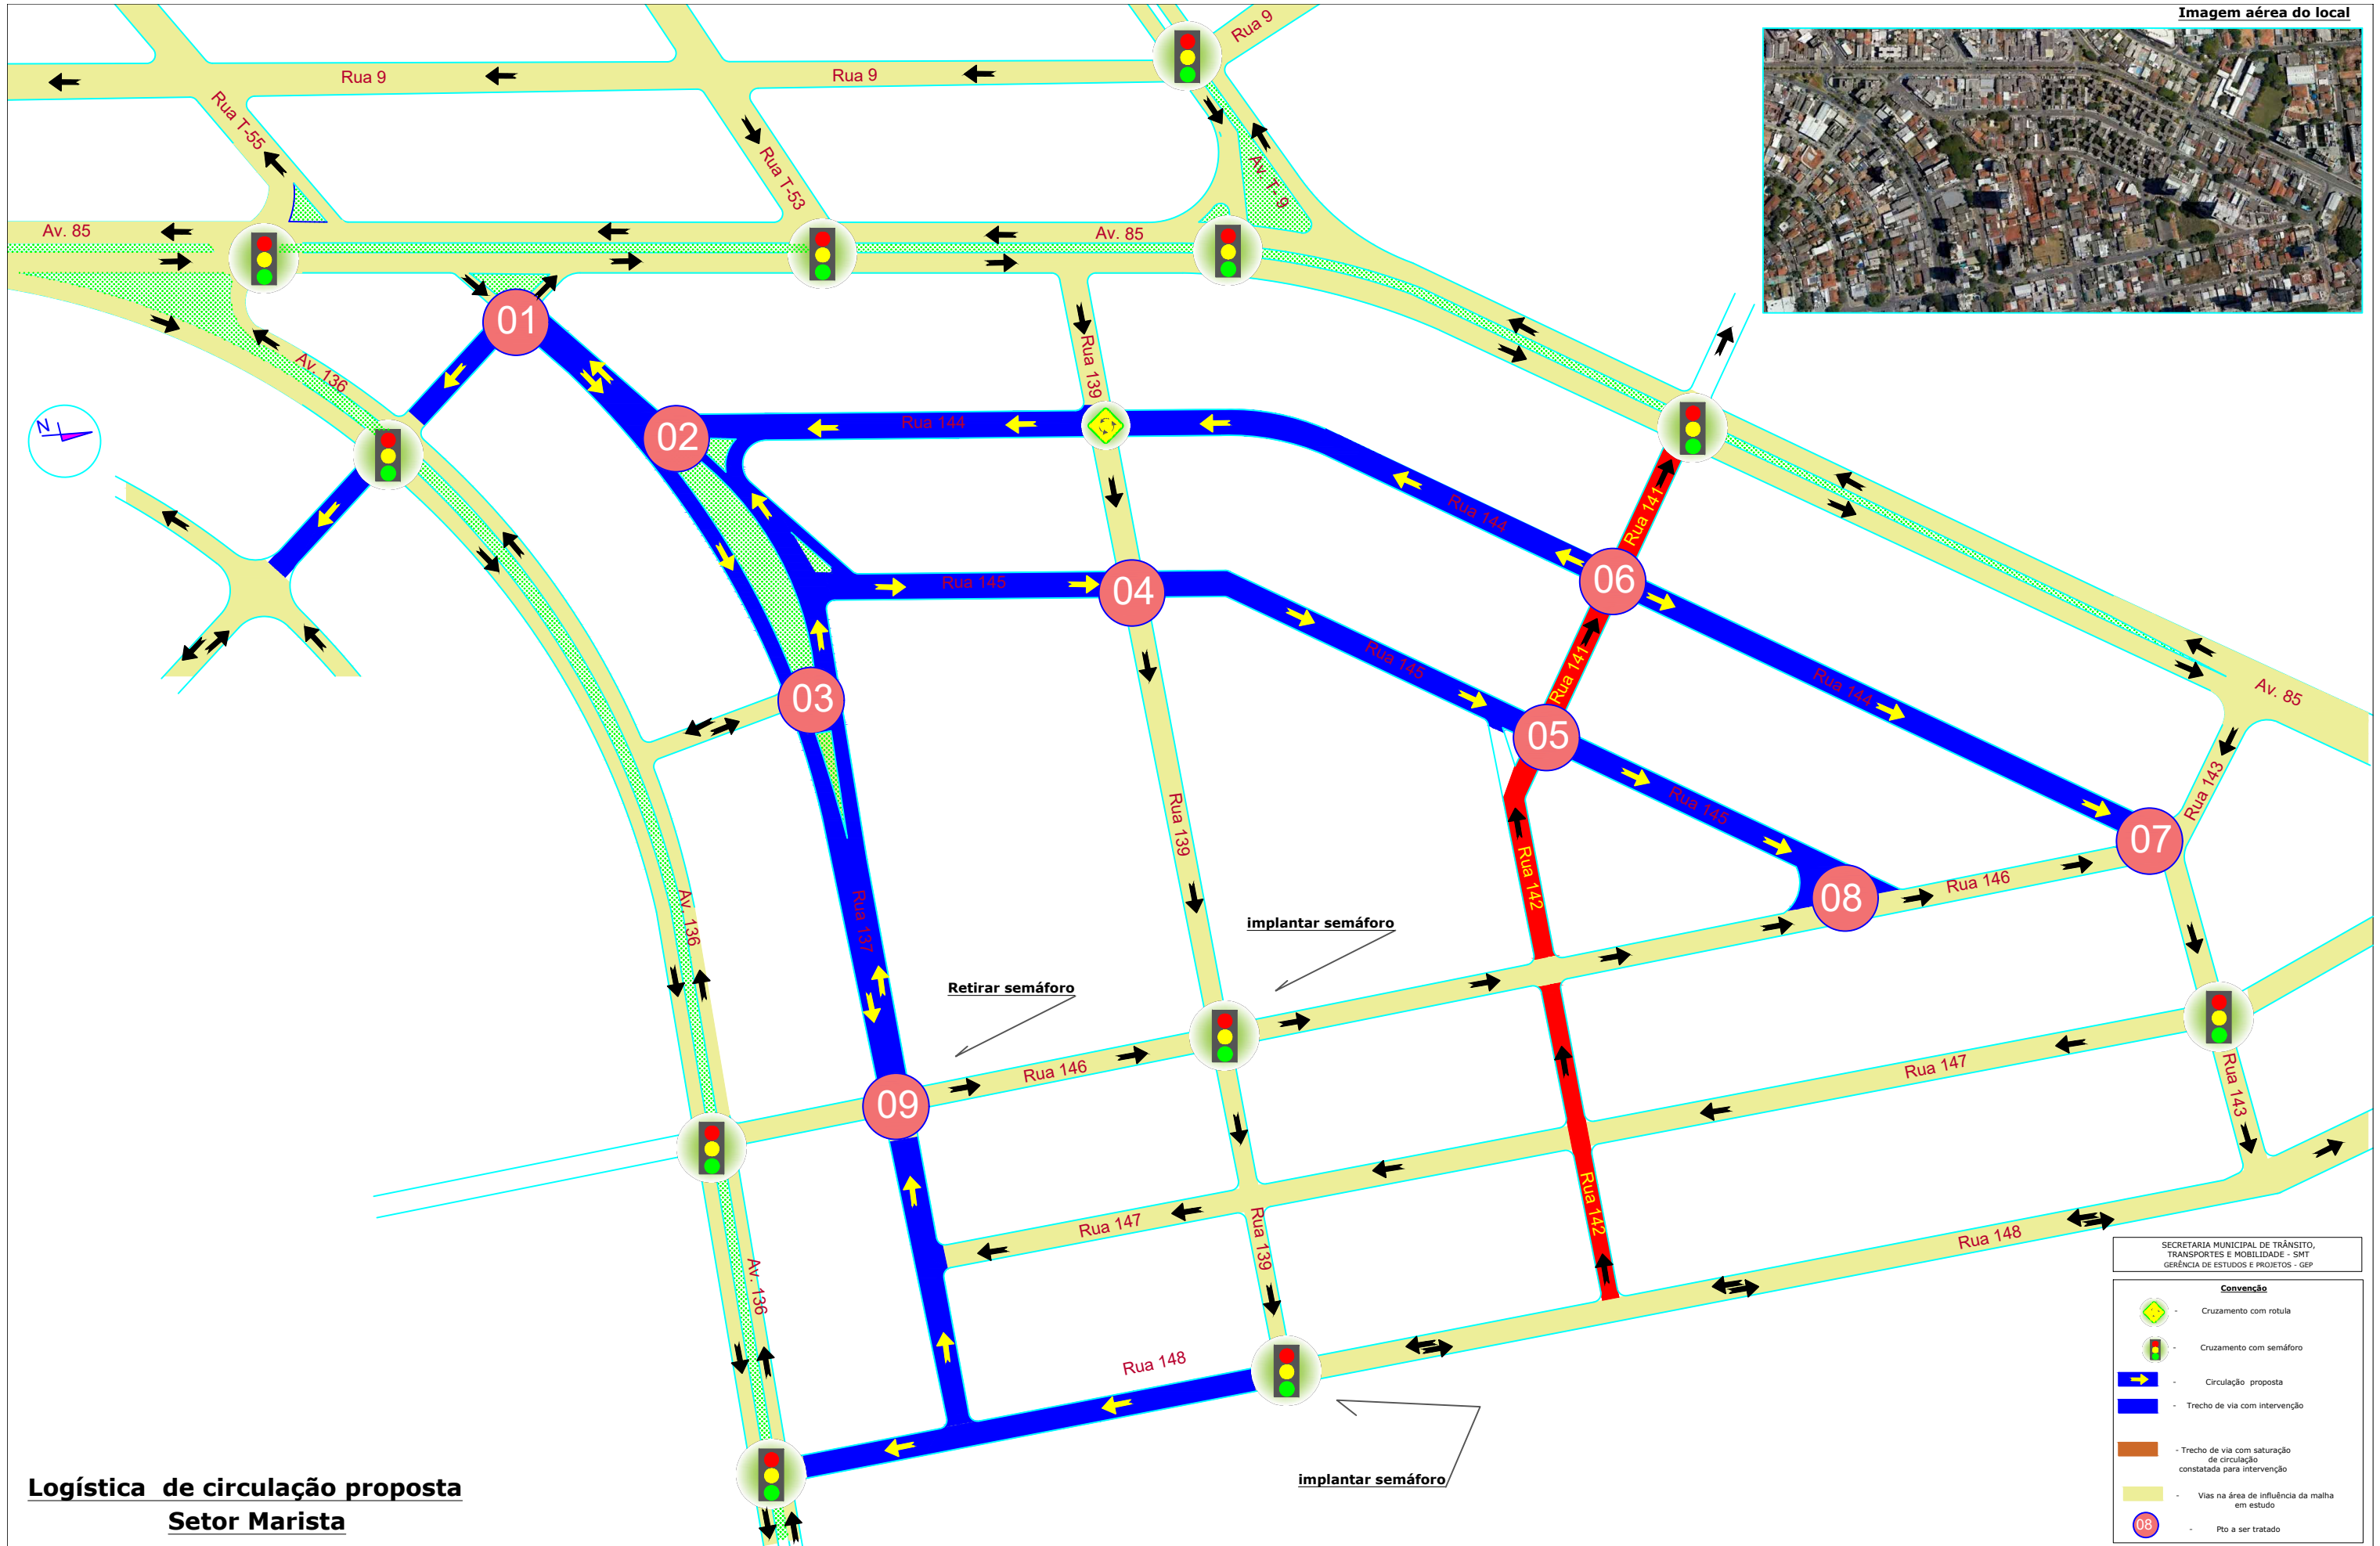 Imagem aérea do local
Rua 9
Rua 9
Rua 9
Rua T-55
Rua T-53
Av. T-9
Av. 85
Av. 85
01
Av. 136
Rua 139
N
02
Rua 144
Rua 144
Rua 141
06
Rua 145
04
Rua 145
Rua 141
Rua 144
Av. 85
03
05
Rua 143
Rua 145
07
Rua 139
Rua 142
08
Rua 146
Av. 136
Rua 137
implantar semáforo
Retirar semáforo
Rua 146
09
Rua 147
Rua 143
Rua 147
Rua 139
Rua 142
Rua 148
Av. 136
Rua 148
implantar semáforo
Logística de circulação proposta
Setor Marista
SECRETARIA MUNICIPAL DE TRÂNSITO,
TRANSPORTES E MOBILIDADE - SMT
GERÊNCIA DE ESTUDOS E PROJETOS - GEP
Convenção
- Cruzamento com rotula
- Cruzamento com semáforo
- Circulação proposta
- Trecho de via com intervenção
- Trecho de via com saturação
de circulação
constatada para intervenção
- Vias na área de influência da malha
em estudo
08 - Pto a ser tratado